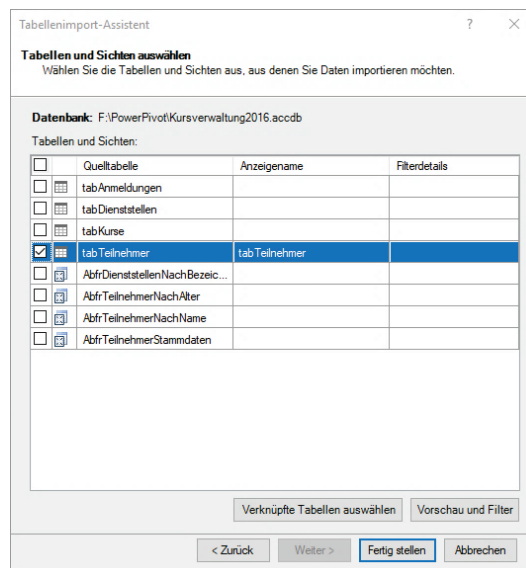 Tabellenimport-Assistent ?
Tabellen und Sichten auswählen
Wählen Sie die Tabellen und Sichten aus, aus denen Sie Daten importieren möchten.
Datenbank: F:\PowerPivot\Kursverwaltung2016.accdb
Tabellen und Sichten:
Quelltabelle Anzeigename Filterdetails
tabAnmeldungen
tabDienststellen
tabKurse
tabTeilnehmer tabTeilnehmer
AbfrDienststellenNachBezeic...
AbfrTeilnehmerNachAlter
AbfrTeilnehmerNachName
AbfrTeilnehmerStammdaten
Verknüpfte Tabellen auswählen Vorschau und Filter
< Zurück Weiter > Fertig stellen Abbrechen